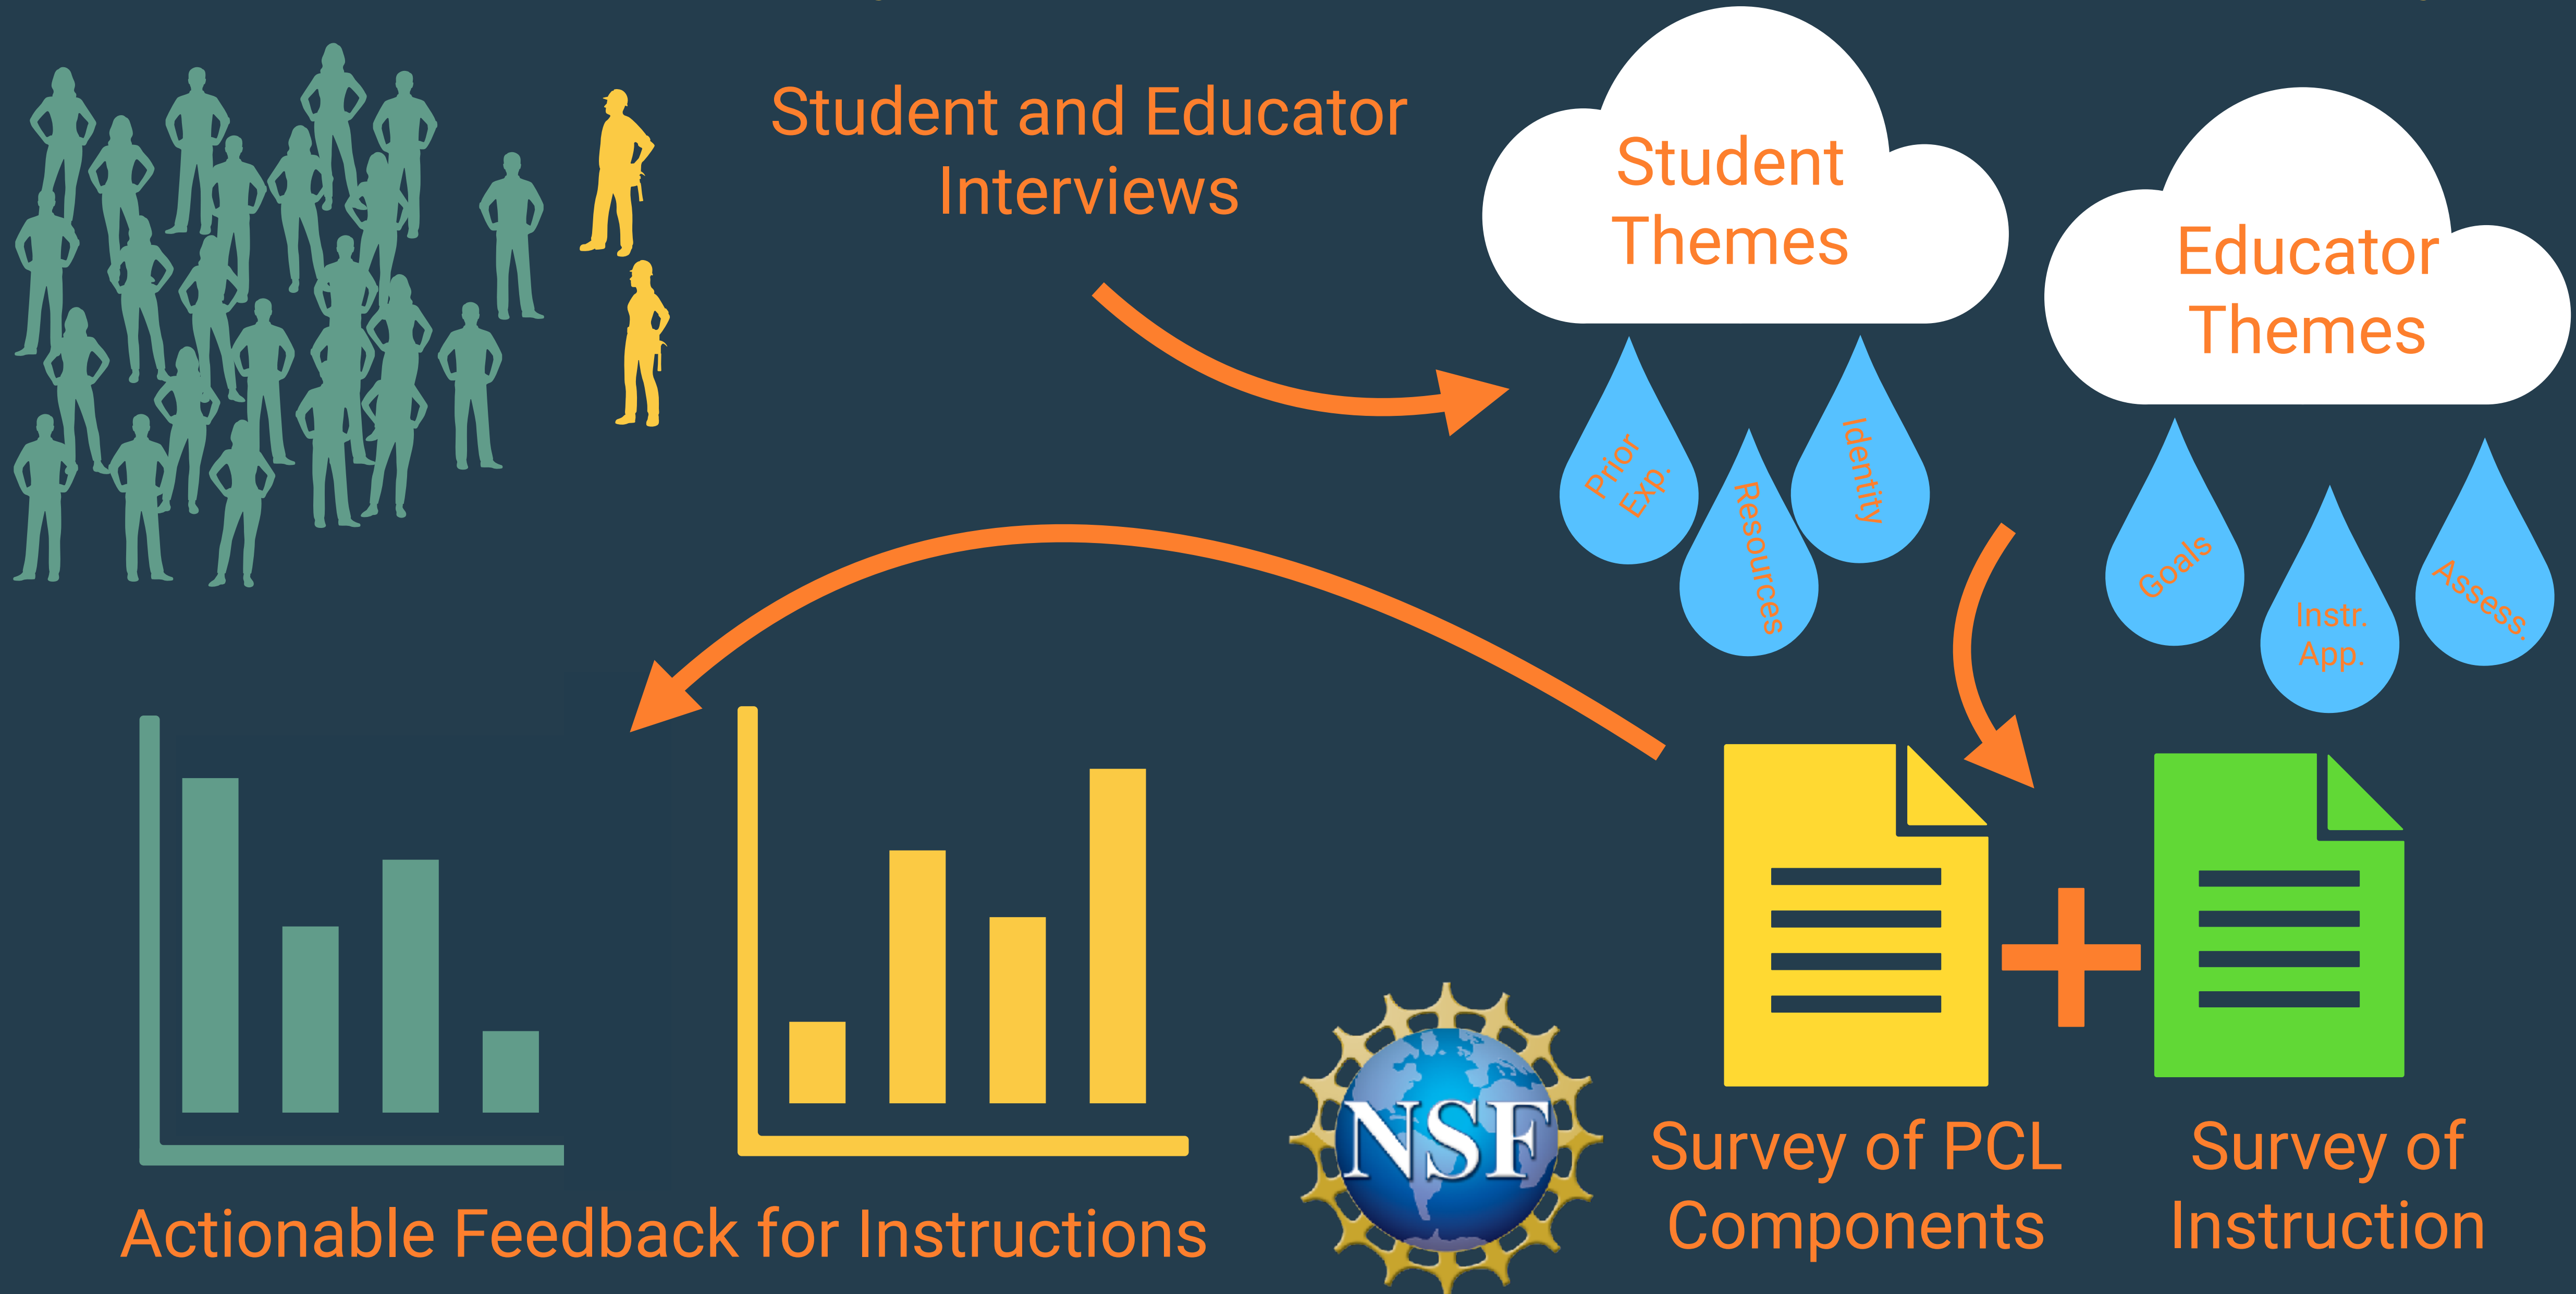 Student and Educator
Interviews
Student
Themes
Educator
Themes
Prior
Exp.
Resources
Identity
Goals
Instr.
App.
Assess.
Actionable Feedback for Instructions
NSF
Survey of PCL
Components
Survey of
Instruction